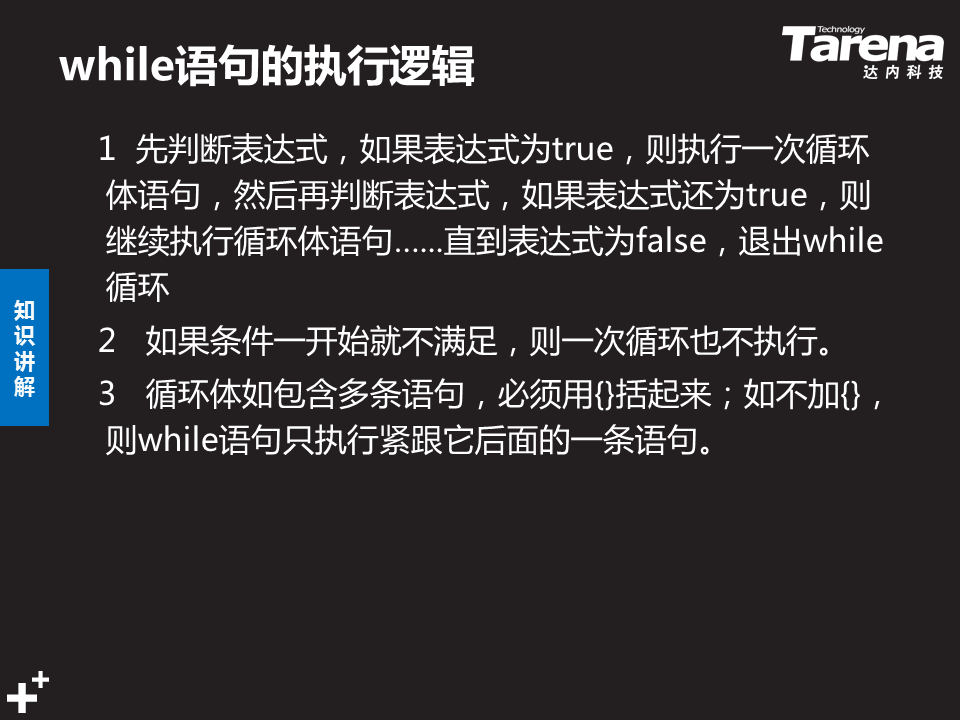 while语句的执行逻辑
Technology
Tarena
达内科技
1 先判断表达式，如果表达式为true，则执行一次循环
体语句，然后再判断表达式，如果表达式还为true，则
继续执行循环体语句……直到表达式为false，退出while
循环
2 如果条件一开始就不满足，则一次循环也不执行。
3 循环体如包含多条语句，必须用{}括起来；如不加{}，
则while语句只执行紧跟它后面的一条语句。
知
识
讲
解